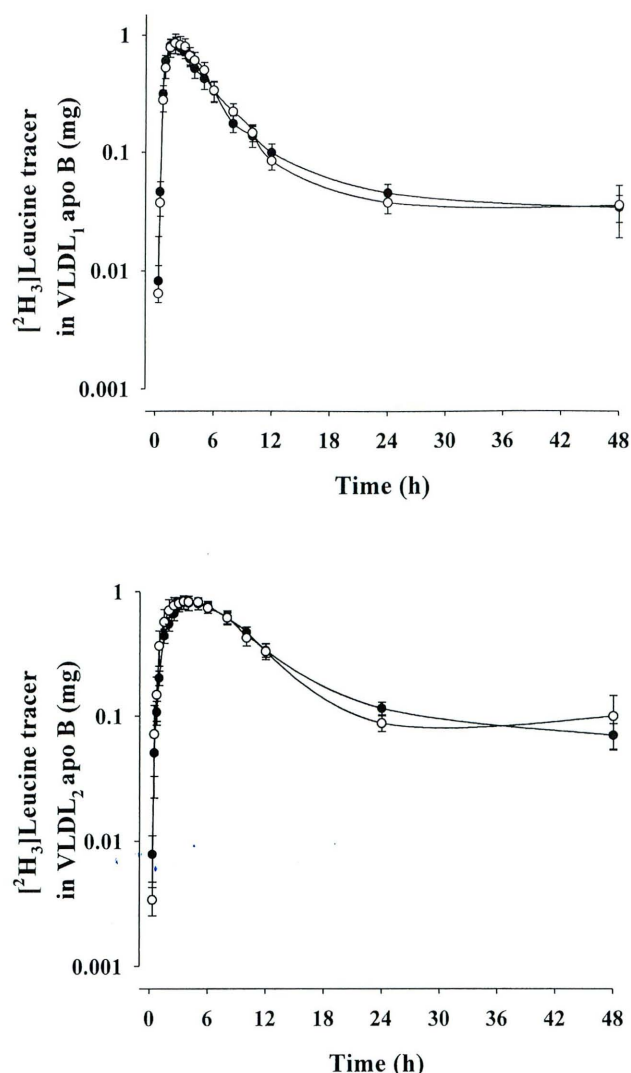 [²H₃]Leucine tracer
in VLDL₁ apo B (mg)
1
0.1
0.01
0.001
0 6 12 18 24 30 36 42 48
Time (h)
[²H₃]Leucine tracer
in VLDL₂ apo B (mg)
1
0.1
0.01
0.001
0 6 12 18 24 30 36 42 48
Time (h)